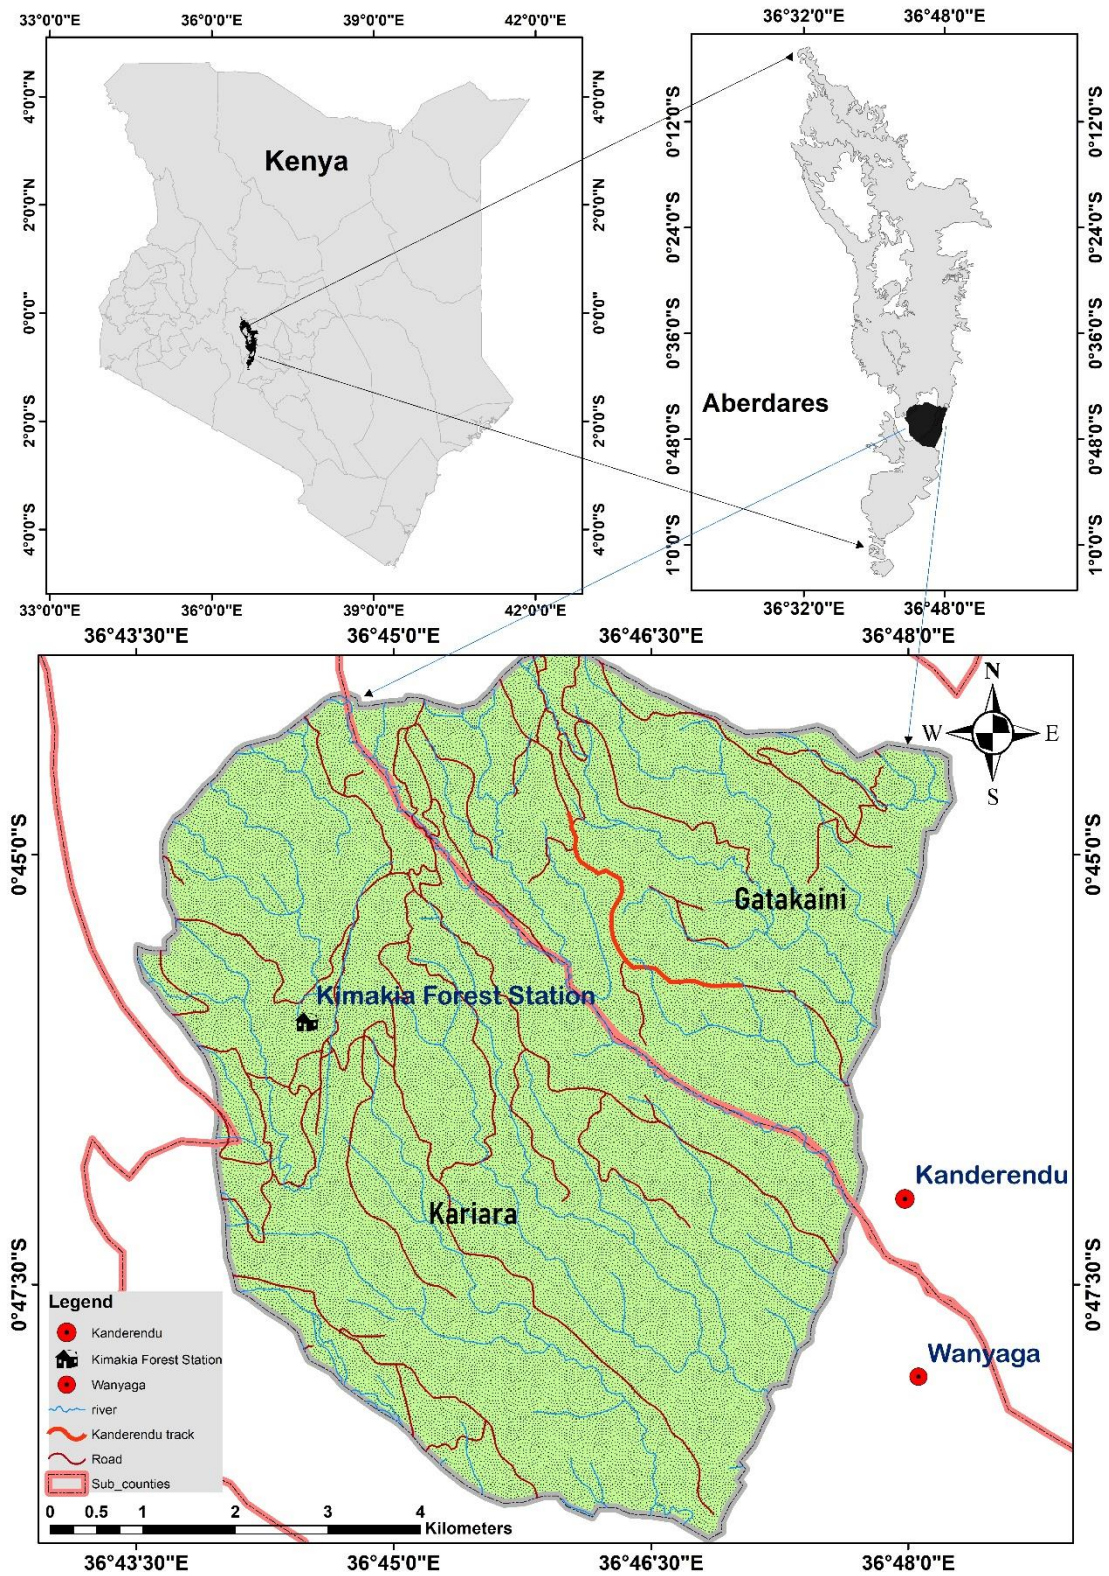 33°0'0"E 36°0'0"E 39°0'0"E 42°0'0"E
4°0'0"N
2°0'0"N
0°0'0"
2°0'0"S
4°0'0"S
Kenya
4°0'0"N
2°0'0"N
0°0'0"
2°0'0"S
4°0'0"S
33°0'0"E 36°0'0"E 39°0'0"E 42°0'0"E
36°32'0"E 36°48'0"E
0°12'0"S
0°24'0"S
0°36'0"S
0°48'0"S
1°0'0"S
Aberdares
0°12'0"S
0°24'0"S
0°36'0"S
0°48'0"S
1°0'0"S
36°32'0"E 36°48'0"E
36°43'30"E 36°45'0"E 36°46'30"E 36°48'0"E
N
W E
S
0°45'0"S 0°45'0"S
Gatakaini
Kimakia Forest Station
Kanderendu
Kariara
0°47'30"S 0°47'30"S
Wanyaga
Legend
Kanderendu
Kimakia Forest Station
Wanyaga
river
Kanderendu track
Road
Sub_counties
0 0.5 1 2 3 4
Kilometers
36°43'30"E 36°45'0"E 36°46'30"E 36°48'0"E